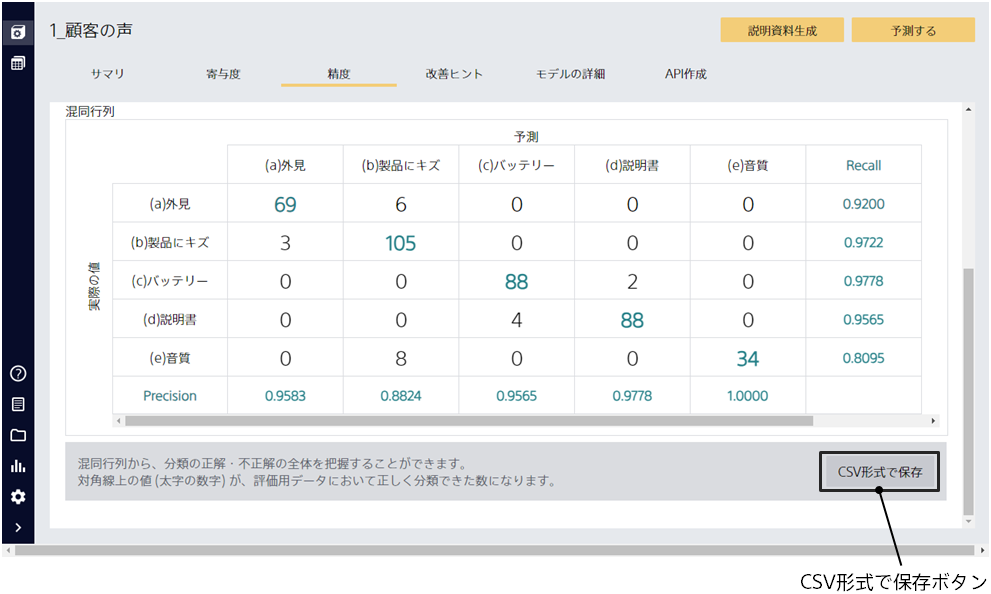 1_顧客の声
説明資料生成
予測する
サマリ
寄与度
精度
改善ヒント
モデルの詳細
API作成
混同行列
予測
(a)外見 (b)製品にキズ (c)バッテリー (d)説明書 (e)音質 Recall
実際の値
(a)外見 69 6 0 0 0 0.9200
(b)製品にキズ 3 105 0 0 0 0.9722
(c)バッテリー 0 0 88 2 0 0.9778
(d)説明書 0 0 4 88 0 0.9565
(e)音質 0 8 0 0 34 0.8095
Precision 0.9583 0.8824 0.9565 0.9778 1.0000
混同行列から、分類の正解・不正解の全体を把握することができます。
対角線上の値 (太字の数字) が、評価用データにおいて正しく分類できた数になります。
CSV形式で保存
CSV形式で保存ボタン